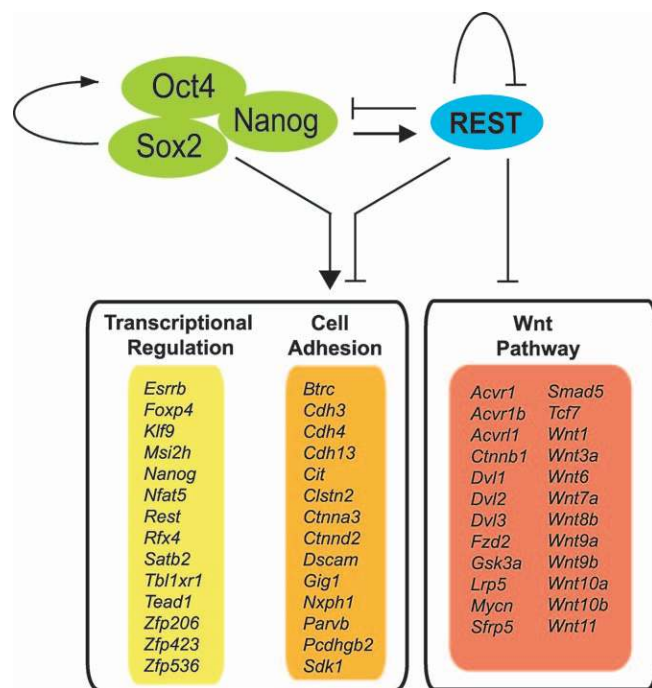 Oct4
Sox2
Nanog
REST
Transcriptional
Regulation
Esrrb
Foxp4
Klf9
Msi2h
Nanog
Nfat5
Rest
Rfx4
Satb2
Tbl1xr1
Tead1
Zfp206
Zfp423
Zfp536
Cell
Adhesion
Btrc
Cdh3
Cdh4
Cdh13
Cit
Clstn2
Ctnna3
Ctnnd2
Dscam
Gig1
Nxph1
Parvb
Pcdhgb2
Sdk1
Wnt
Pathway
Acvr1
Acvr1b
Acvrl1
Ctnnb1
Dvl1
Dvl2
Dvl3
Fzd2
Gsk3a
Lrp5
Mycn
Sfrp5
Smad5
Tcf7
Wnt1
Wnt3a
Wnt6
Wnt7a
Wnt8b
Wnt9a
Wnt9b
Wnt10a
Wnt10b
Wnt11